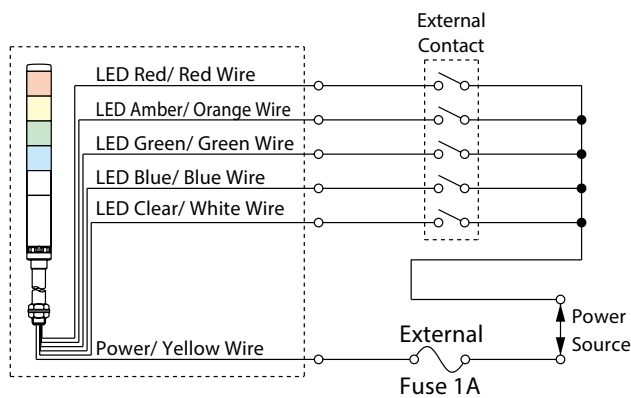 External
Contact
LED Red/ Red Wire
LED Amber/ Orange Wire
LED Green/ Green Wire
LED Blue/ Blue Wire
LED Clear/ White Wire
Power/ Yellow Wire
External
Fuse 1A
Power
Source